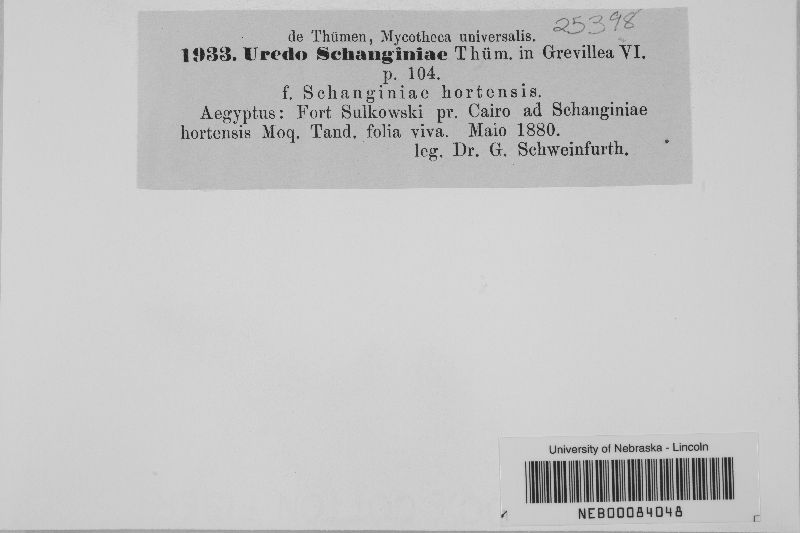 25398
de Thümen, Mycotheca universalis.
1933. Uredo Schanginiae Thüm. in Grevillea VI.
p. 104.
f. Schanginiae hortensis.
Aegyptus: Fort Sulkowski pr. Cairo ad Schanginiae
hortensis Moq. Tand. folia viva. Maio 1880.
leg. Dr. G. Schweinfurth.
University of Nebraska - Lincoln
NEB00084048